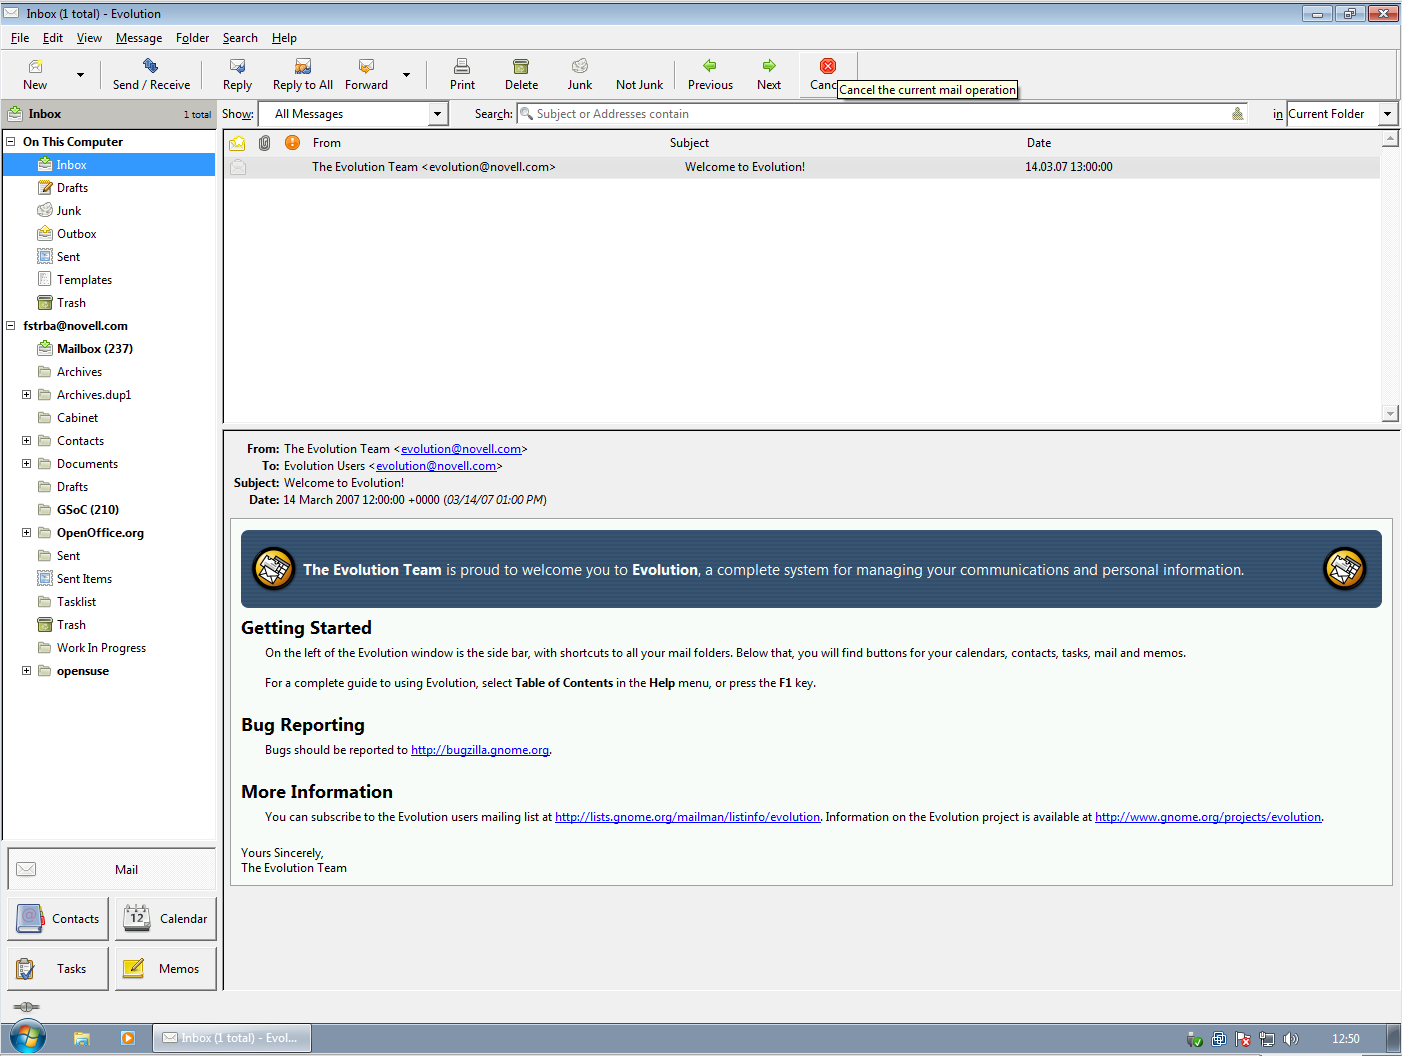 Inbox (1 total) - Evolution
File Edit View Message Folder Search Help
New Send / Receive Reply Reply to All Forward Print Delete Junk Not Junk Previous Next Canc
Cancel the current mail operation
Inbox 1 total Show: All Messages Search: Subject or Addresses contain in Current Folder
On This Computer
Inbox
Drafts
Junk
Outbox
Sent
Templates
Trash
fstrba@novell.com
Mailbox (237)
Archives
Archives.dup1
Cabinet
Contacts
Documents
Drafts
GSoC (210)
OpenOffice.org
Sent
Sent Items
Tasklist
Trash
Work In Progress
opensuse
Mail
Contacts Calendar
12
Tasks Memos
From Subject Date
The Evolution Team <evolution@novell.com> Welcome to Evolution! 14.03.07 13:00:00
From: The Evolution Team <evolution@novell.com>
To: Evolution Users <evolution@novell.com>
Subject: Welcome to Evolution!
Date: 14 March 2007 12:00:00 +0000 (03/14/07 01:00 PM)
The Evolution Team is proud to welcome you to Evolution, a complete system for managing your communications and personal information.
Getting Started
On the left of the Evolution window is the side bar, with shortcuts to all your mail folders. Below that, you will find buttons for your calendars, contacts, tasks, mail and memos.
For a complete guide to using Evolution, select Table of Contents in the Help menu, or press the F1 key.
Bug Reporting
Bugs should be reported to http://bugzilla.gnome.org.
More Information
You can subscribe to the Evolution users mailing list at http://lists.gnome.org/mailman/listinfo/evolution. Information on the Evolution project is available at http://www.gnome.org/projects/evolution.
Yours Sincerely,
The Evolution Team
Inbox (1 total) - Evol...
12:50